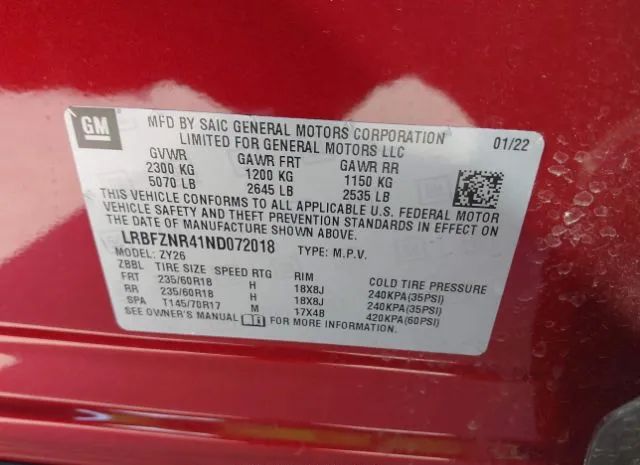 GM
MFD BY SAIC GENERAL MOTORS CORPORATION
LIMITED FOR GENERAL MOTORS LLC
01/22
GVWR GAWR FRT GAWR RR
2300 KG 1200 KG 1150 KG
5070 LB 2645 LB 2535 LB
THIS VEHICLE CONFORMS TO ALL APPLICABLE U.S. FEDERAL MOTOR
VEHICLE SAFETY AND THEFT PREVENTION STANDARDS IN EFFECT ON
THE DATE OF MANUFACTURE SHOWN ABOVE.
LRBFZNR41ND072018 TYPE: M.P.V.
MODEL: ZY26
ZBBL TIRE SIZE SPEED RTG RIM COLD TIRE PRESSURE
FRT 235/60R18 H 18X8J 240KPA(35PSI)
RR 235/60R18 H 18X8J 240KPA(35PSI)
SPA T145/70R17 M 17X4B 420KPA(60PSI)
SEE OWNER'S MANUAL FOR MORE INFORMATION.